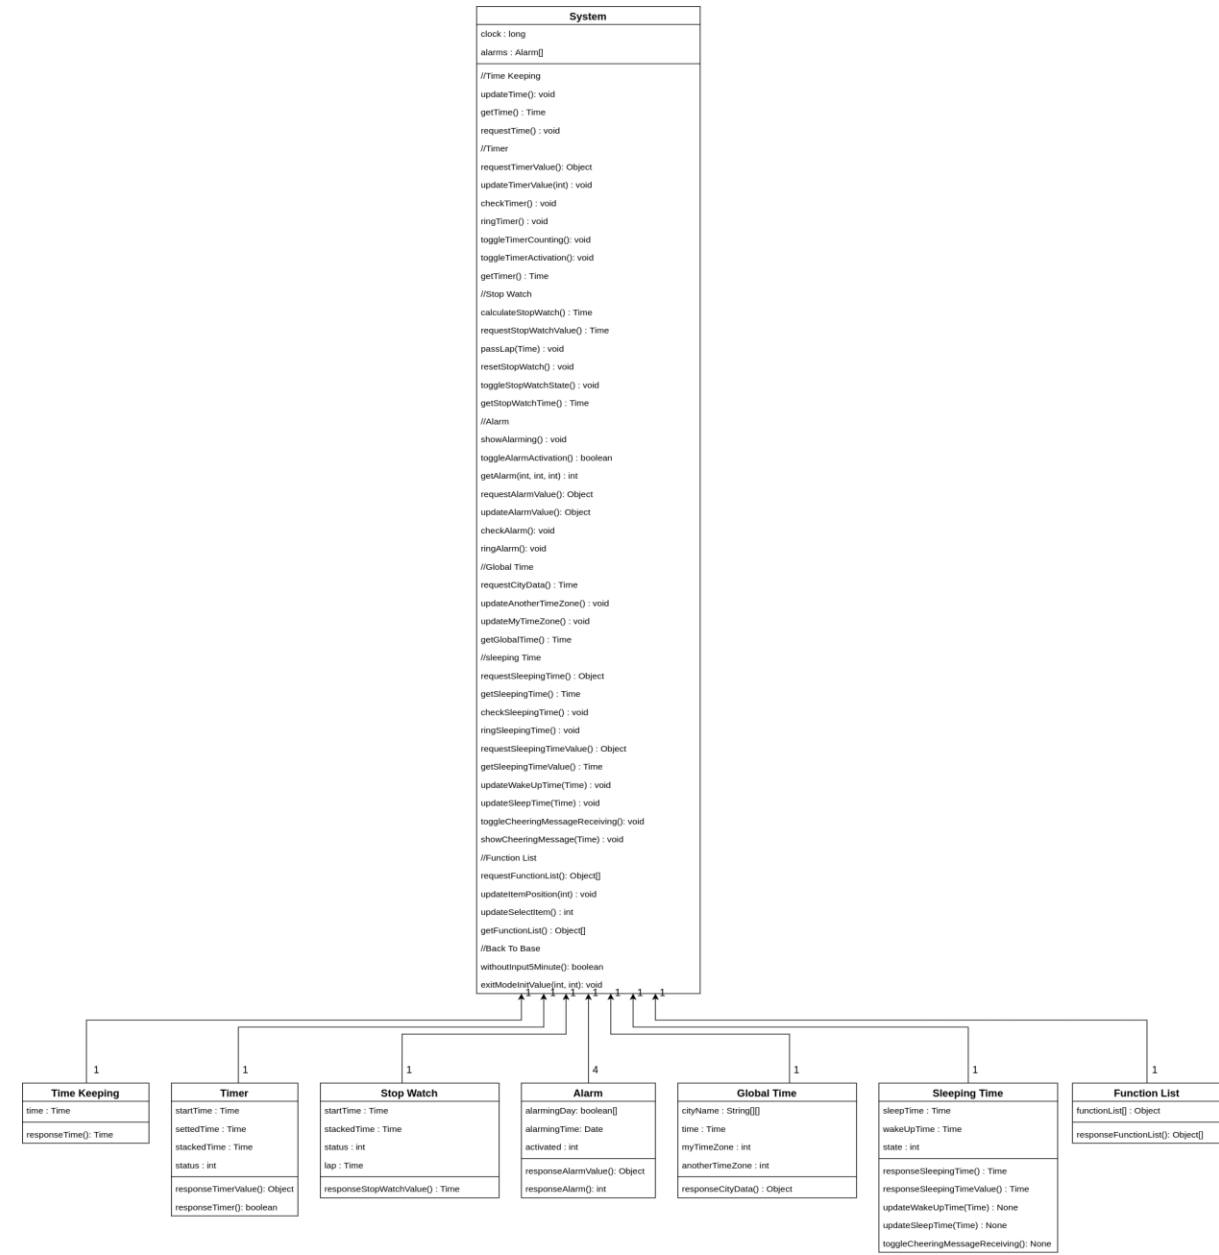 System
clock : long
alarms : Alarm[]
//Time Keeping
updateTime(): void
getTime() : Time
requestTime() : void
//Timer
requestTimerValue(): Object
updateTimerValue(int) : void
checkTimer() : void
ringTimer() : void
toggleTimerCounting(): void
toggleTimerActivation(): void
getTimer() : Time
//Stop Watch
calculateStopWatch() : Time
requestStopWatchValue() : Time
passLap(Time) : void
resetStopWatch() : void
toggleStopWatchState() : void
getStopWatchTime() : Time
//Alarm
showAlarming() : void
toggleAlarmActivation() : boolean
getAlarm(int, int, int) : int
requestAlarmValue(): Object
updateAlarmValue(): Object
checkAlarm(): void
ringAlarm(): void
//Global Time
requestCityData() : Time
updateAnotherTimeZone() : void
updateMyTimeZone() : void
getGlobalTime() : Time
//sleeping Time
requestSleepingTime() : Object
getSleepingTime() : Time
checkSleepingTime() : void
ringSleepingTime() : void
requestSleepingTimeValue() : Object
getSleepingTimeValue() : Time
updateWakeUpTime(Time) : void
updateSleepTime(Time) : void
toggleCheeringMessageReceiving(): void
showCheeringMessage(Time) : void
//Function List
requestFunctionList(): Object[]
updateItemPosition(int) : void
updateSelectItem() : int
getFunctionList() : Object[]
//Back To Base
withoutInput5Minute(): boolean
exitModeInitValue(int, int): void
1 1 1 1 1 1 1
1 1 1 4 1 1 1
Time Keeping
time : Time
responseTime(): Time
Timer
startTime : Time
settedTime : Time
stackedTime : Time
status : int
responseTimerValue(): Object
responseTimer(): boolean
Stop Watch
startTime : Time
stackedTime : Time
status : int
lap : Time
responseStopWatchValue() : Time
Alarm
alarmingDay: boolean[]
alarmingTime: Date
activated : int
responseAlarmValue(): Object
responseAlarm(): int
Global Time
cityName : String[][]
time : Time
myTimeZone : int
anotherTimeZone : int
responseCityData() : Object
Sleeping Time
sleepTime : Time
wakeUpTime : Time
state : int
responseSleepingTime() : Time
responseSleepingTimeValue() : Time
updateWakeUpTime(Time) : None
updateSleepTime(Time) : None
toggleCheeringMessageReceiving(): None
Function List
functionList[] : Object
responseFunctionList(): Object[]